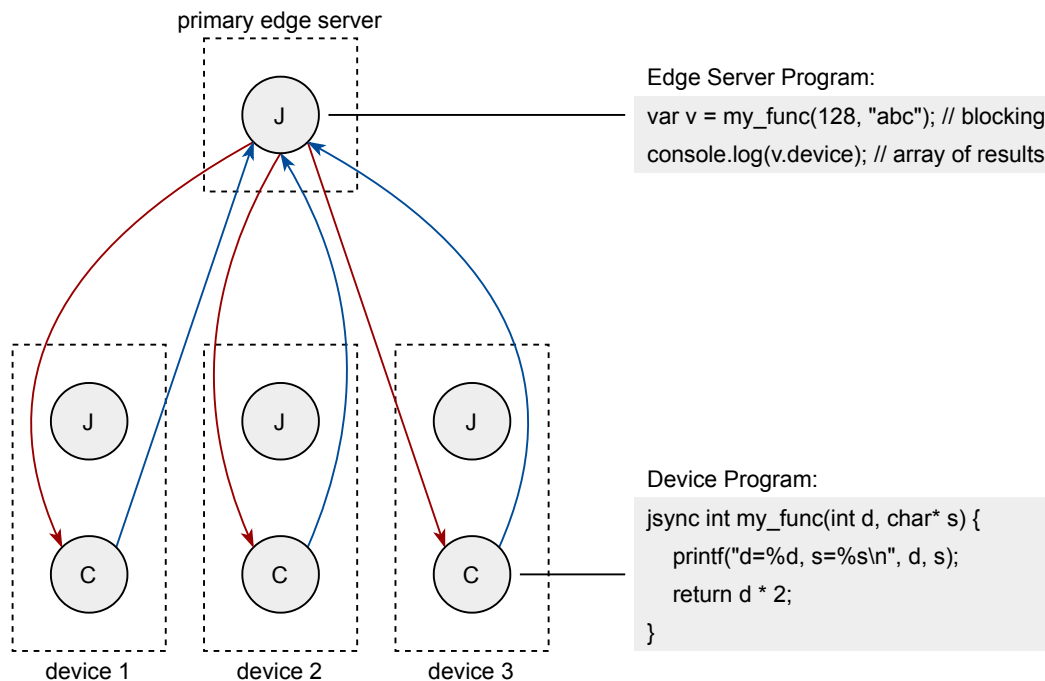 primary edge server
J
Edge Server Program:
var v = my_func(128, "abc"); // blocking
console.log(v.device); // array of results
J
J
J
C
C
C
Device Program:
jsync int my_func(int d, char* s) {
printf("d=%d, s=%s\n", d, s);
return d * 2;
}
device 1
device 2
device 3